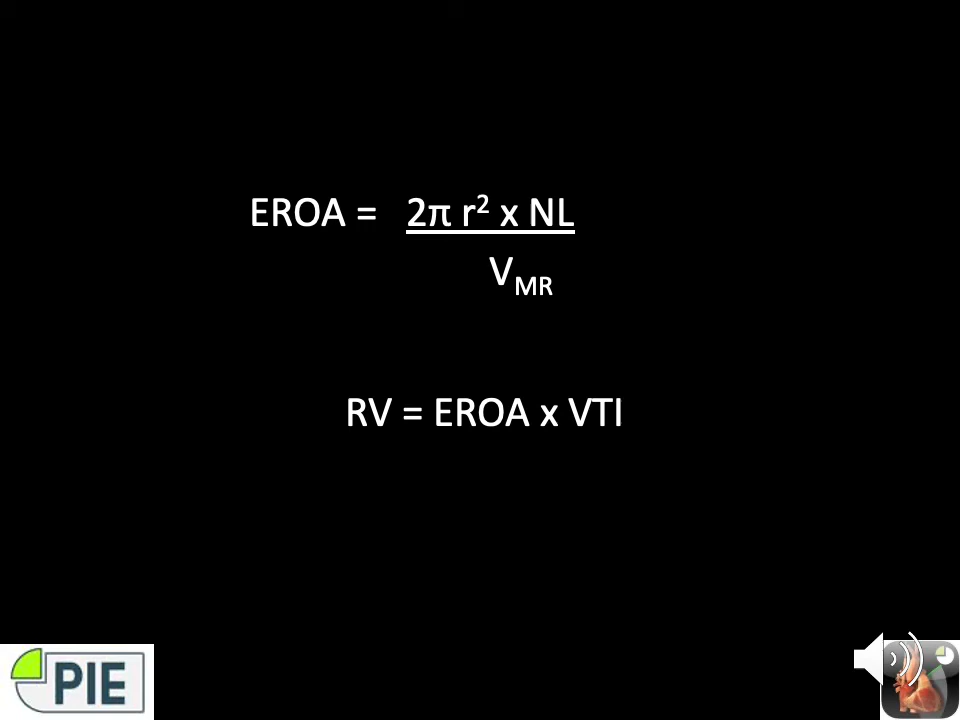 EROA = 2π r² x NL
V_MR
RV = EROA x VTI
PIE